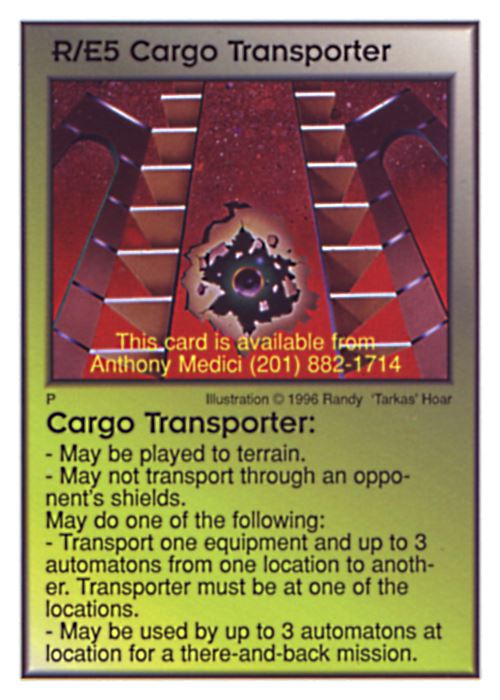 R/E5 Cargo Transporter
This card is available from
Anthony Medici (201) 882-1714
P Illustration © 1996 Randy 'Tarkas' Hoar
Cargo Transporter:
- May be played to terrain.
- May not transport through an oppo-
nent's shields.
May do one of the following:
- Transport one equipment and up to 3
automatons from one location to anoth-
er. Transporter must be at one of the
locations.
- May be used by up to 3 automatons at
location for a there-and-back mission.